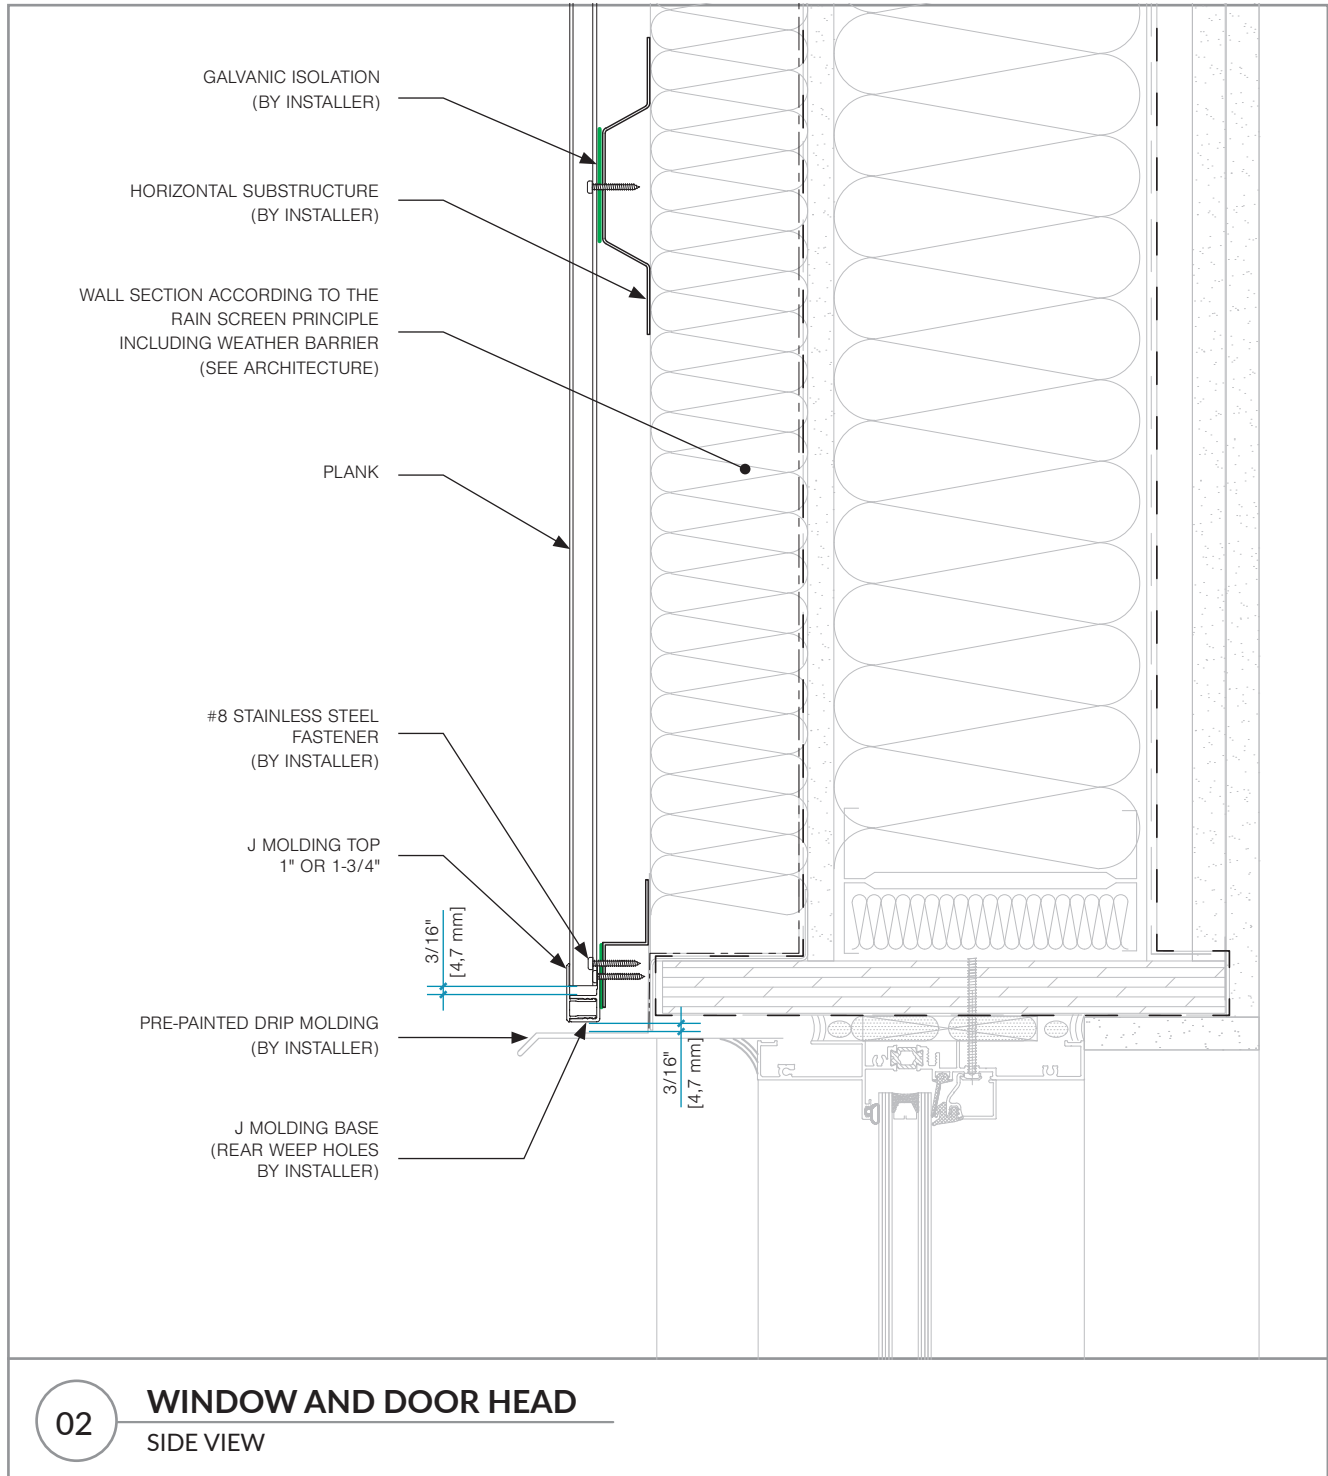 GALVANIC ISOLATION
(BY INSTALLER)
HORIZONTAL SUBSTRUCTURE
(BY INSTALLER)
WALL SECTION ACCORDING TO THE
RAIN SCREEN PRINCIPLE
INCLUDING WEATHER BARRIER
(SEE ARCHITECTURE)
PLANK
#8 STAINLESS STEEL
FASTENER
(BY INSTALLER)
J MOLDING TOP
1" OR 1-3/4"
3/16"
[4,7 mm]
PRE-PAINTED DRIP MOLDING
(BY INSTALLER)
3/16"
[4,7 mm]
J MOLDING BASE
(REAR WEEP HOLES
BY INSTALLER)
02
WINDOW AND DOOR HEAD
SIDE VIEW